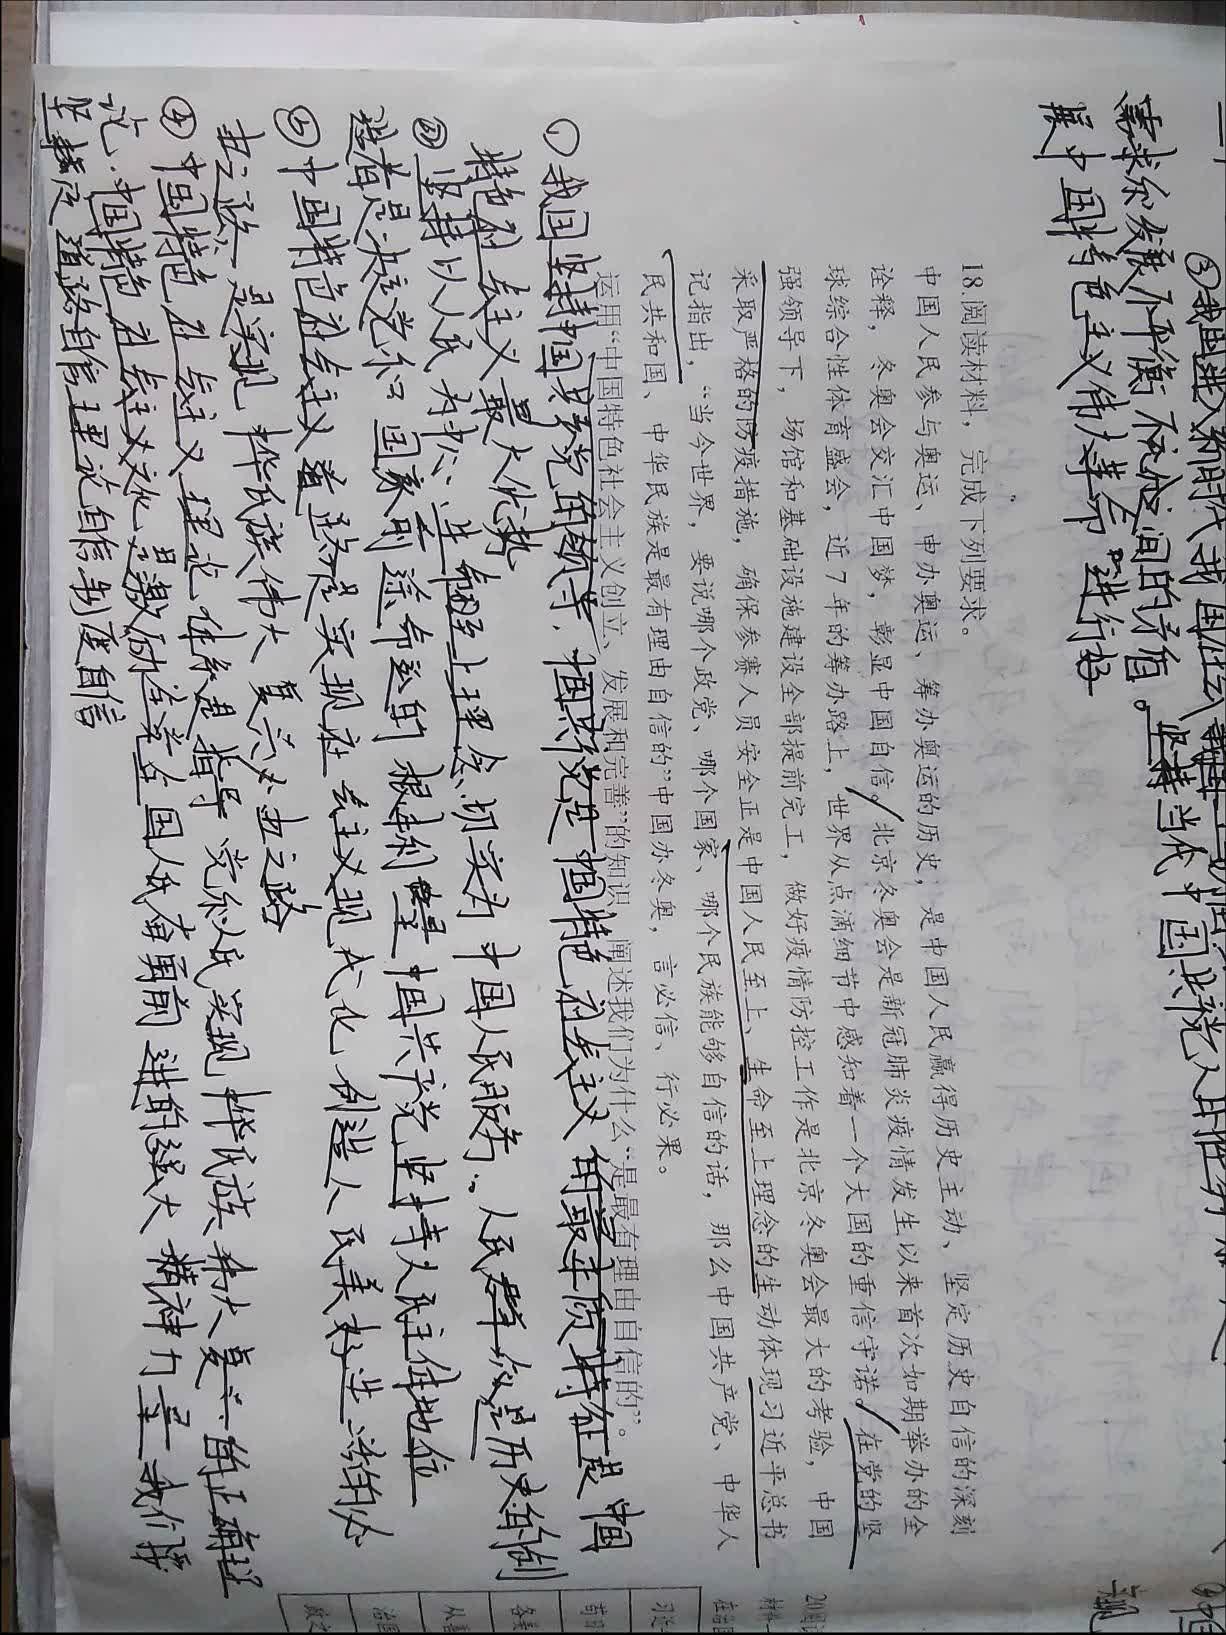 ③我国进入新时代我国社会
需求和发展不平衡不充分之间的矛盾。坚持当代中国共产党人
展中国特色主义伟大事
进行好
18.阅读材料，完成下列要求。
中国人民参与奥运、申办奥运、筹办奥运的历史，是中国人民赢得历史主动、坚定历史自信的深刻
诠释，冬奥会交汇中国梦，彰显中国自信。北京冬奥会是新冠肺炎疫情发生以来首次如期举办的全
球综合性体育盛会，近7年的筹办路上，世界从点滴细节中感知着一个大国的重信守诺。在党的坚
强领导下，场馆和基础设施建设全部提前完工，做好疫情防控工作是北京冬奥会最大的考验，中国
采取严格的防疫措施，确保参赛人员安全正是中国人民至上、生命至上理念的生动体现习近平总书
记指出，“当今世界，要说哪个政党、哪个国家、哪个民族能够自信的话，那么中国共产党、中华人
民共和国、中华民族是最有理由自信的”中国办冬奥，言必信、行必果。
运用“中国特色社会主义创立、发展和完善”的知识，阐述我们为什么“是最有理由自信的”。
①我国坚持中国共产党的领导，中国共产党是中国特色社会主义的最本质特征是中国
特色社会主义最大优势
②坚持以人民为中心、生命至上理念，切实为中国人民服务。人民群众是历史的创
造者是决定党和国家前途命运的根本力量中国共产党坚持人民主体地位
③中国特色社会主义道路是实现社会主义现代化，创造人民美好生活的必
由之路，是实现中华民族伟大复兴必由之路
④中国特色社会主义理论体系是指导党和人民实现中华民族伟大复兴的正确理
论.中国特色社会主义文化是激励全党全国人民奋勇前进的强大精神力量我们要
坚持道路自信理论自信制度自信
20阅读
材料一
在前
习近
苟日
各美
从善
治
政之